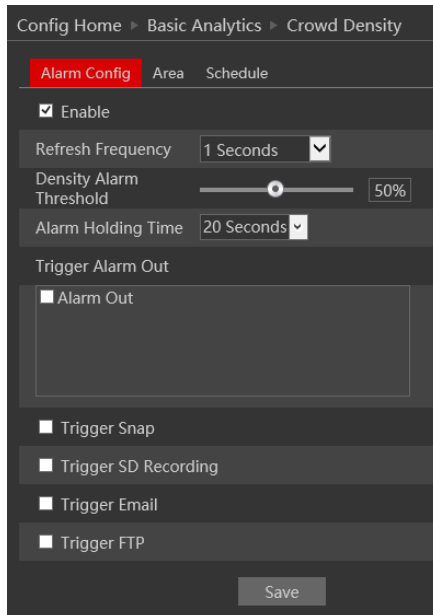 Config Home ▶ Basic Analytics ▶ Crowd Density
Alarm Config Area Schedule
Enable
Refresh Frequency 1 Seconds
Density Alarm
Threshold 50%
Alarm Holding Time 20 Seconds
Trigger Alarm Out
Alarm Out
Trigger Snap
Trigger SD Recording
Trigger Email
Trigger FTP
Save